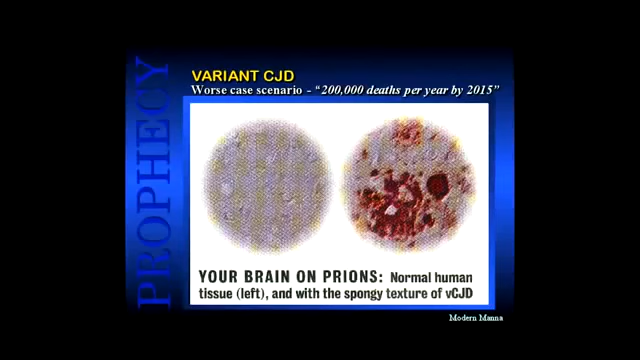 PROPHECY
VARIANT CJD
Worse case scenario - “200,000 deaths per year by 2015”
YOUR BRAIN ON PRIONS: Normal human
tissue (left), and with the spongy texture of vCJD
Modern Manna